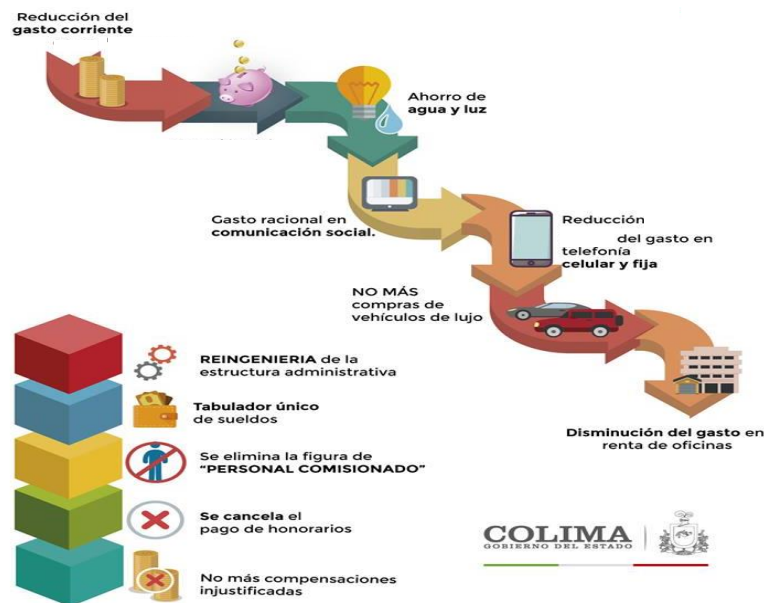 Reducción del
gasto corriente
Ahorro de
agua y luz
Gasto racional en
comunicación social.
Reducción
del gasto en
telefonía
celular y fija
NO MÁS
compras de
vehículos de lujo
Disminución del gasto en
renta de oficinas
REINGENIERIA de la
estructura administrativa
Tabulador único
de sueldos
Se elimina la figura de
“PERSONAL COMISIONADO”
Se cancela el
pago de honorarios
No más compensaciones
injustificadas
COLIMA
GOBIERNO DEL ESTADO